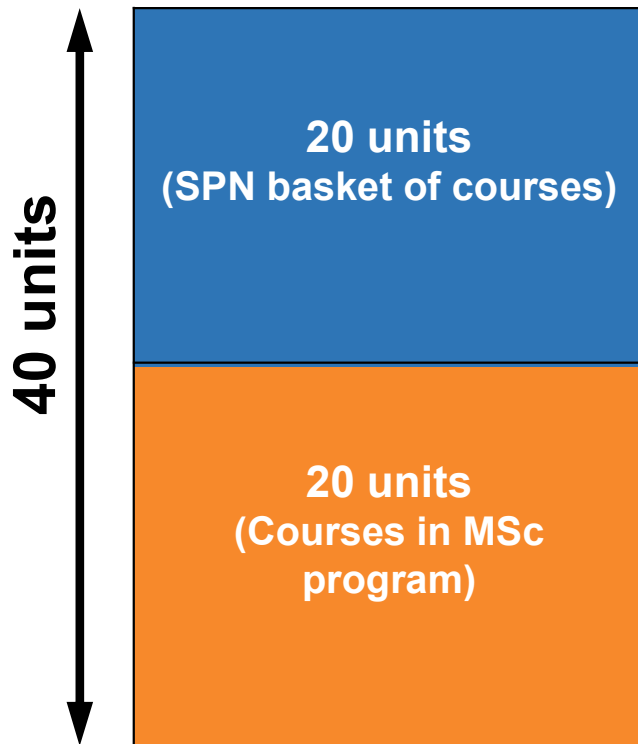 40 units
20 units
(SPN basket of courses)
20 units
(Courses in MSc
program)